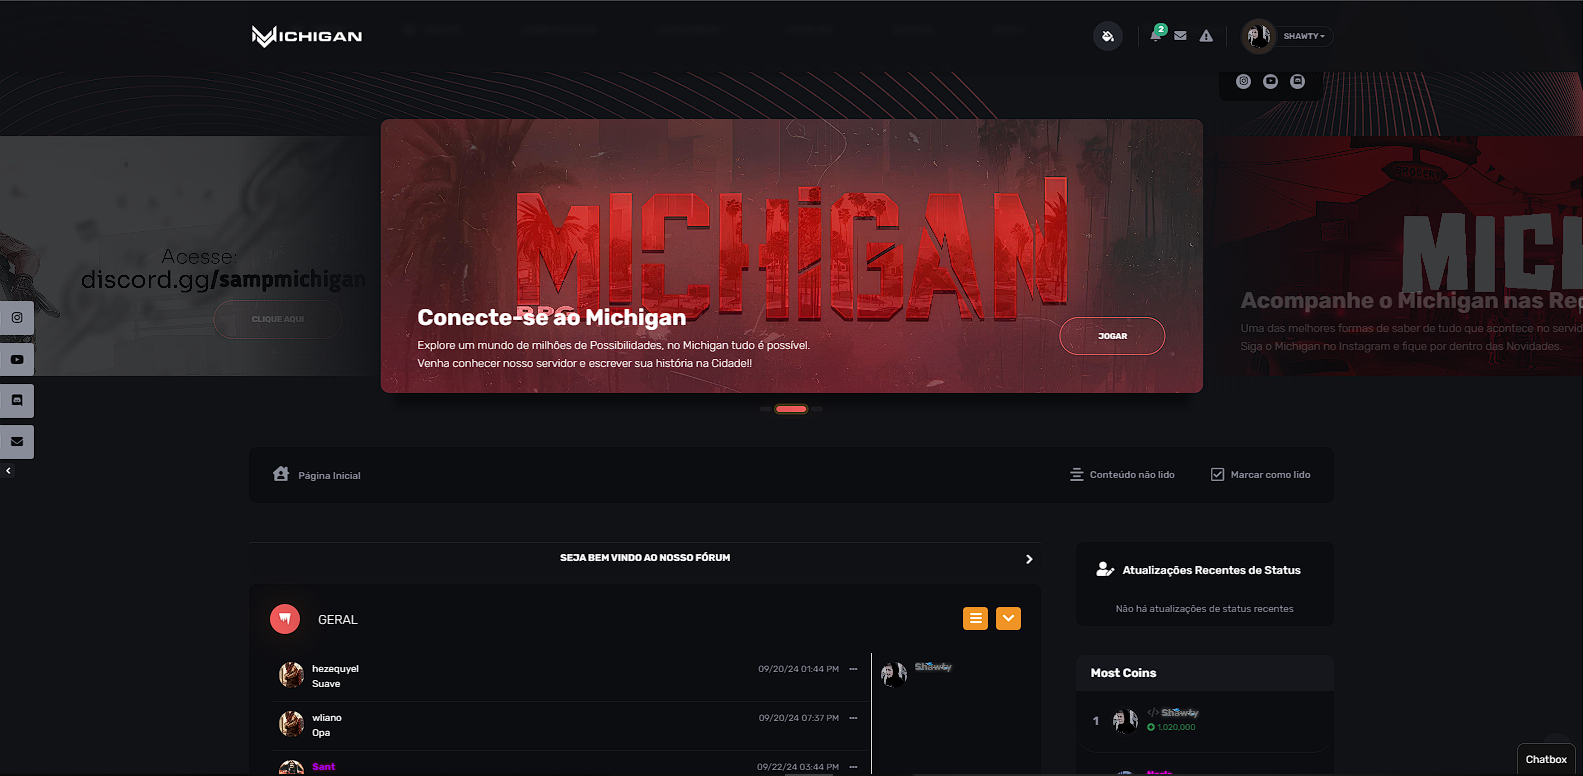 MICHIGAN
2
SHAWTY
Acesse:
discord.gg/sampmichigan
CLIQUE AQUI
MICHIGAN
RPG
Conecte-se ao Michigan
Explore um mundo de milhões de Possibilidades, no Michigan tudo é possível.
Venha conhecer nosso servidor e escrever sua história na Cidade!!
JOGAR
MIC
Acompanhe o Michigan nas Red
Uma das melhores formas de saber de tudo que acontece no servid
Siga o Michigan no Instagram e fique por dentro das Novidades.
Página Inicial
Conteúdo não lido
Marcar como lido
SEJA BEM VINDO AO NOSSO FÓRUM
GERAL
hezequyel
09/20/24 01:44 PM
Suave
wliano
09/20/24 07:37 PM
Opa
Sant
09/22/24 03:44 PM
Shawty
Atualizações Recentes de Status
Não há atualizações de status recentes
Most Coins
1
Shawty
1,020,000
Chatbox